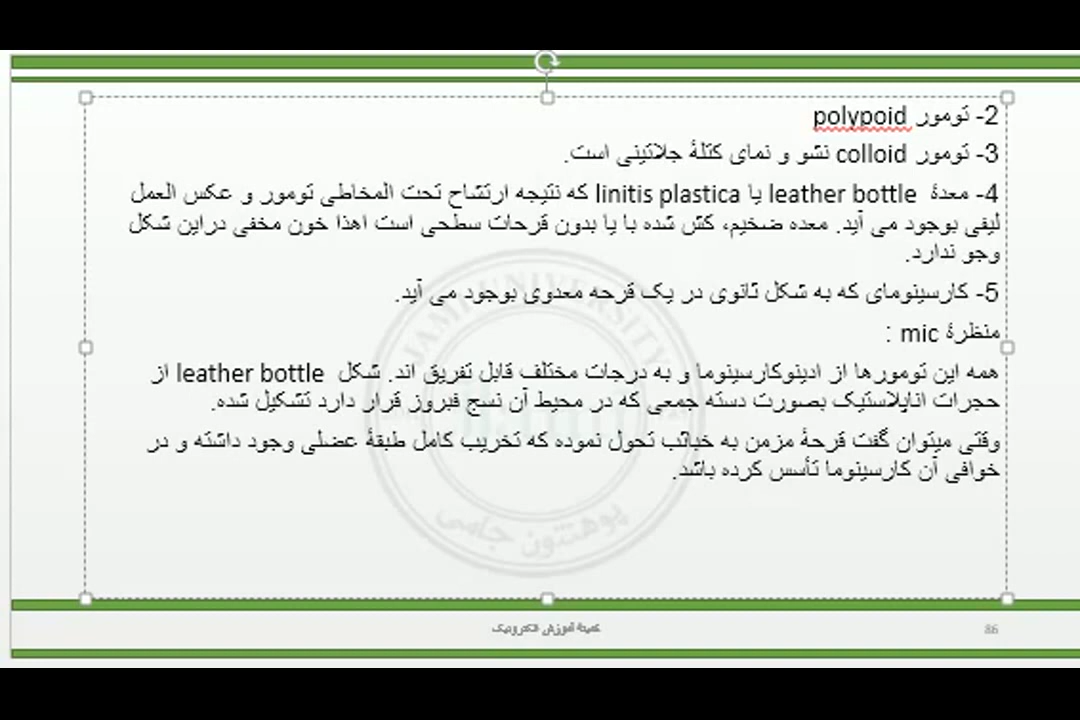 2- تومور polypoid
3- تومور colloid نشو و نمای کتلۀ جلاتینی است.
4- معدۀ leather bottle یا linitis plastica که نتیجه ارتشاح تحت المخاطی تومور و عکس العمل
لیفی بوجود می آید. معده ضخیم، کش شده با یا بدون قرحات سطحی است اهذا خون مخفی دراین شکل
وجو ندارد.
5- کارسینومای که به شکل ثانوی در یک قرحه معدوی بوجود می آید.
منظرۀ mic :
همه این تومورها از ادینوکارسینوما و به درجات مختلف قابل تفریق اند. شکل leather bottle از
حجرات اناپلاستیک بصورت دسته جمعی که در محیط آن نسج فبروز قرار دارد تشکیل شده.
وقتی میتوان گفت قرحۀ مزمن به خباثب تحول نموده که تخریب کامل طبقۀ عضلی وجود داشته و در
خوافی آن کارسینوما تأسس کرده باشد.
JAMI UNIVERSITY
پوهنتون جامی
کمیتۀ آموزش الکترونیک
86